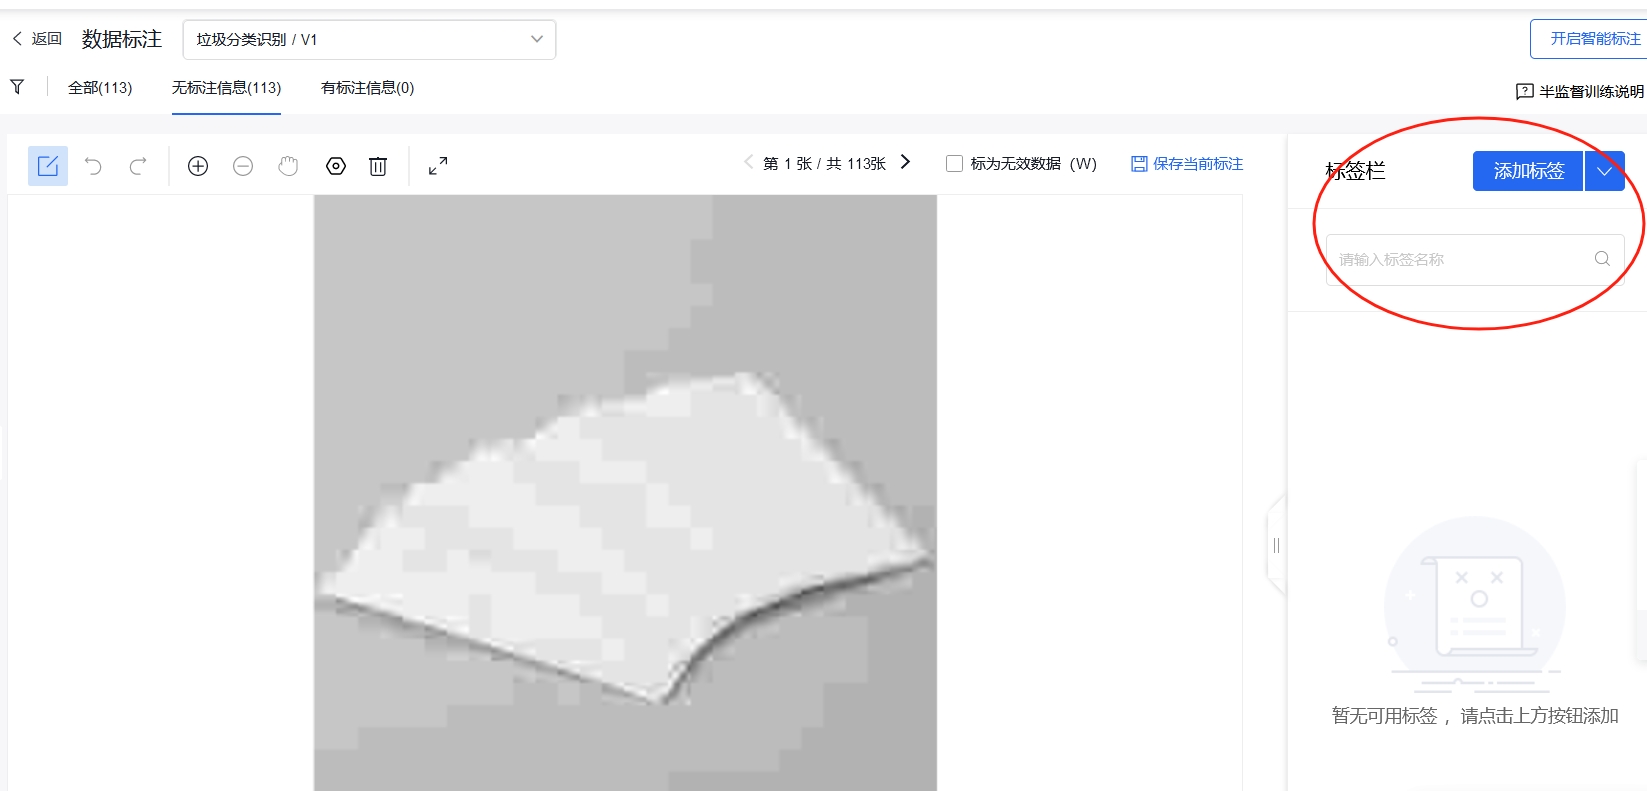 返回 数据标注 垃圾分类识别 / V1 开启智能标注
全部(113) 无标注信息(113) 有标注信息(0) 半监督训练说明
第 1 张 / 共 113张 标为无效数据 (W) 保存当前标注
标签栏 添加标签
请输入标签名称
暂无可用标签，请点击上方按钮添加